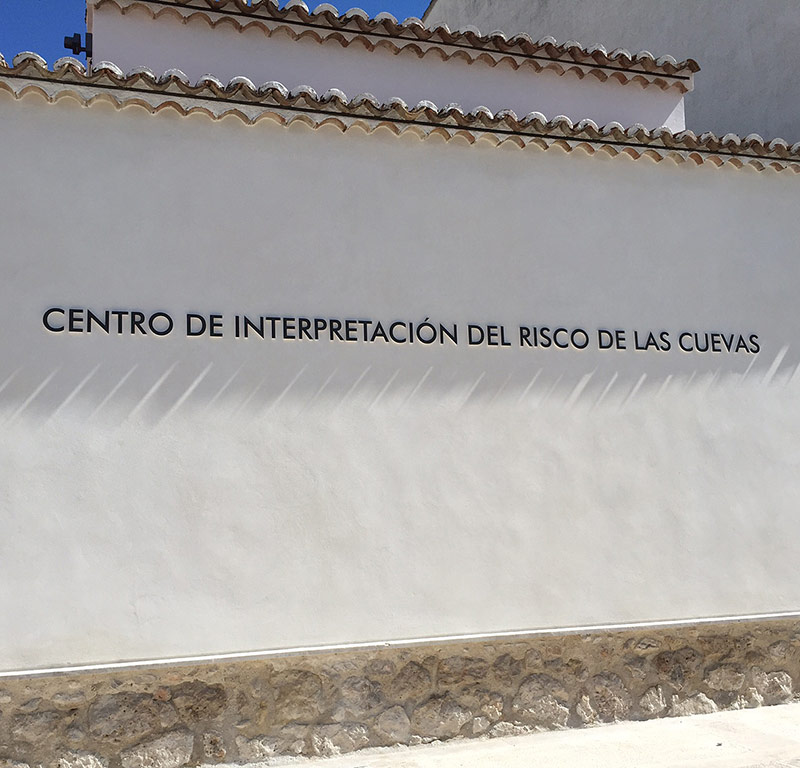 CENTRO DE INTERPRETACIÓN DEL RISCO DE LAS CUEVAS